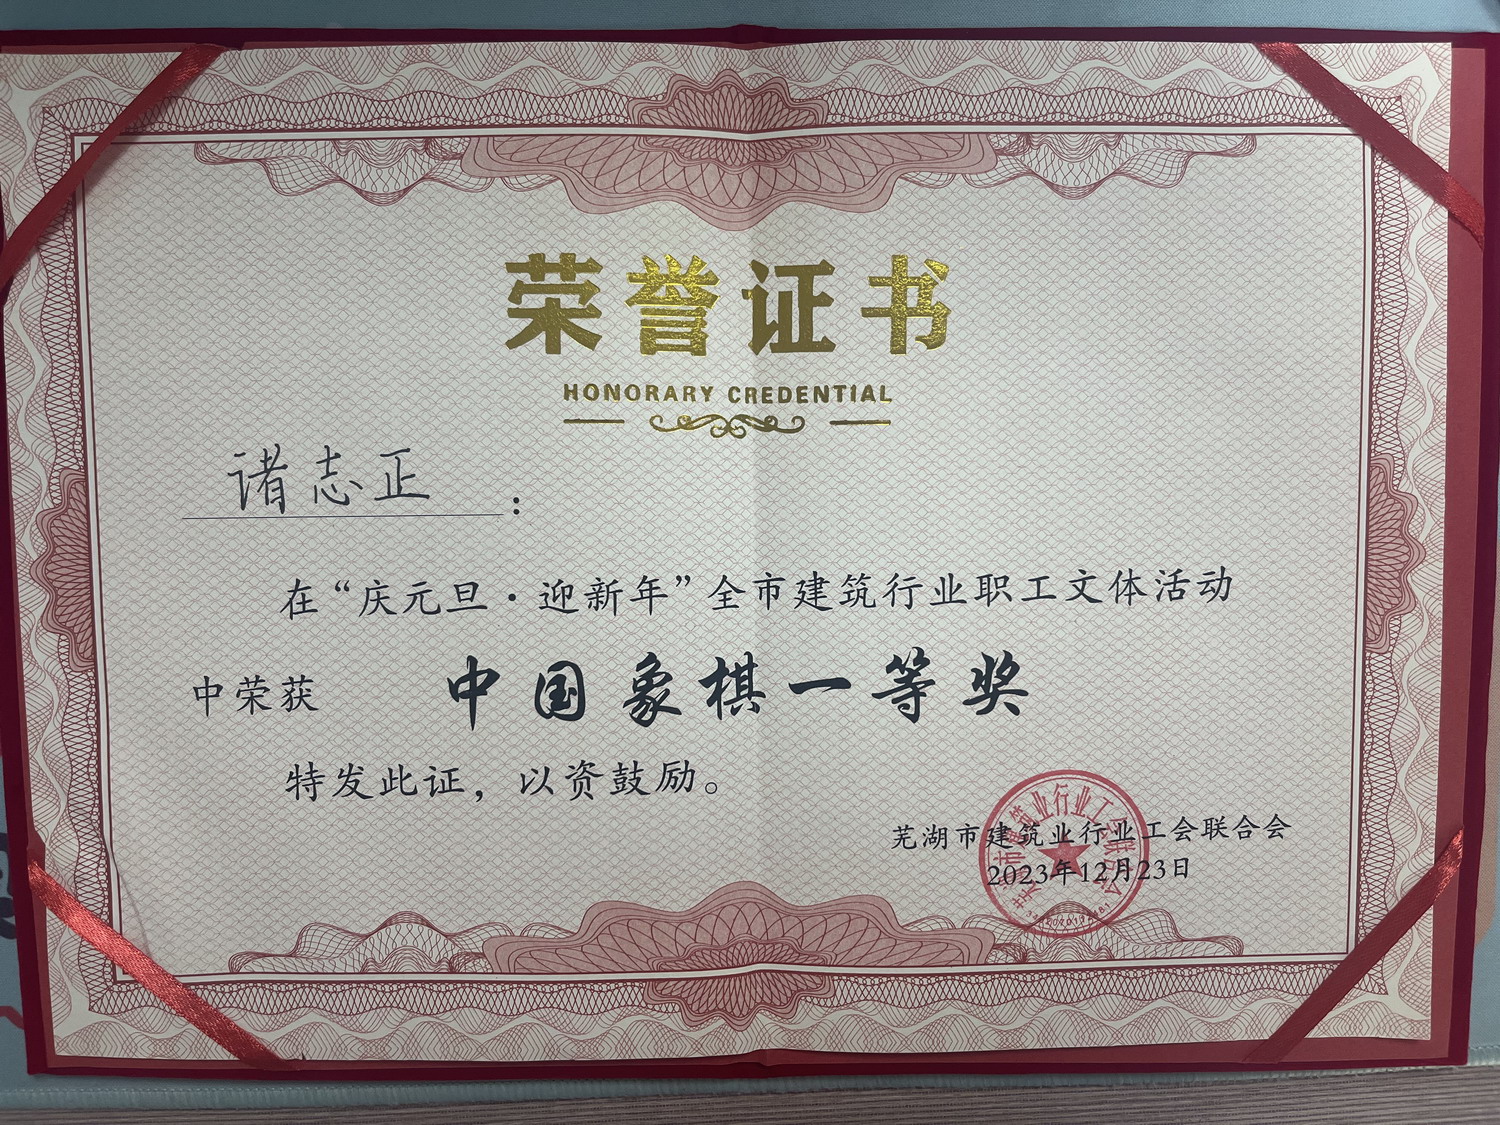 荣誉证书
HONORARY CREDENTIAL
诸志正：
在“庆元旦·迎新年”全市建筑行业职工文体活动
中荣获 中国象棋一等奖
特发此证，以资鼓励。
芜湖市建筑业行业工会联合会
2023年12月23日